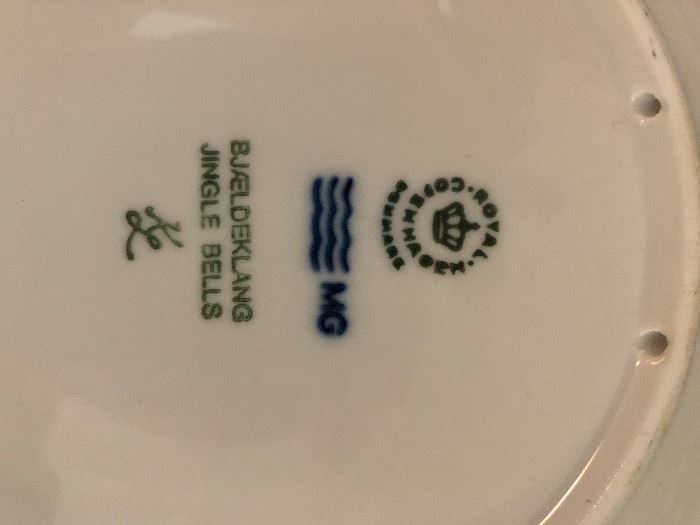 ROYAL COPENHAGEN
DENMARK
MG
BJÆLDEKLANG
JINGLE BELLS